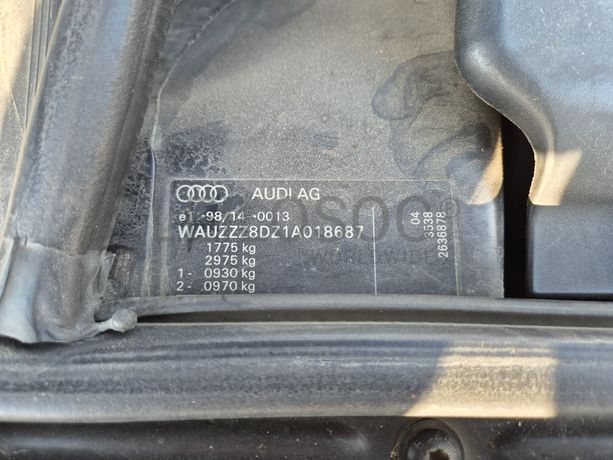 AUDI AG
e1*98/14*0013
WAUZZZ8DZ1A018687
1775 kg
2975 kg
1- 0930 kg
2- 0970 kg
04
3538
2636878